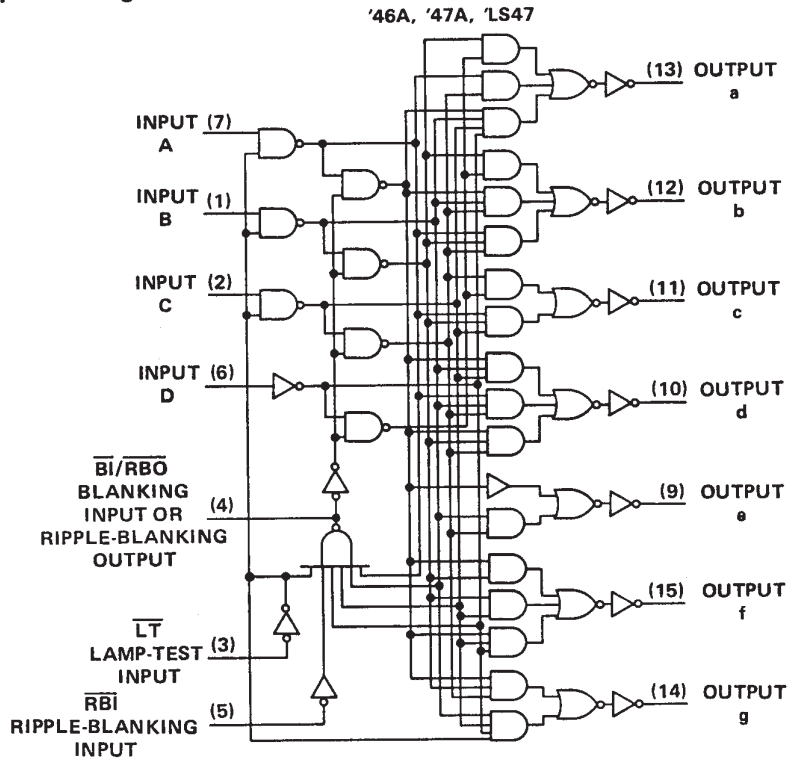 '46A, '47A, 'LS47
(13) OUTPUT
a
INPUT (7)
A
(12) OUTPUT
b
INPUT (1)
B
INPUT (2)
C
(11) OUTPUT
c
INPUT (6)
D
(10) OUTPUT
d
BI/RBO
BLANKING
INPUT OR (4)
RIPPLE-BLANKING
OUTPUT
(9) OUTPUT
e
(15) OUTPUT
f
LT
LAMP-TEST (3)
INPUT
RBI
RIPPLE-BLANKING (5)
INPUT
(14) OUTPUT
g